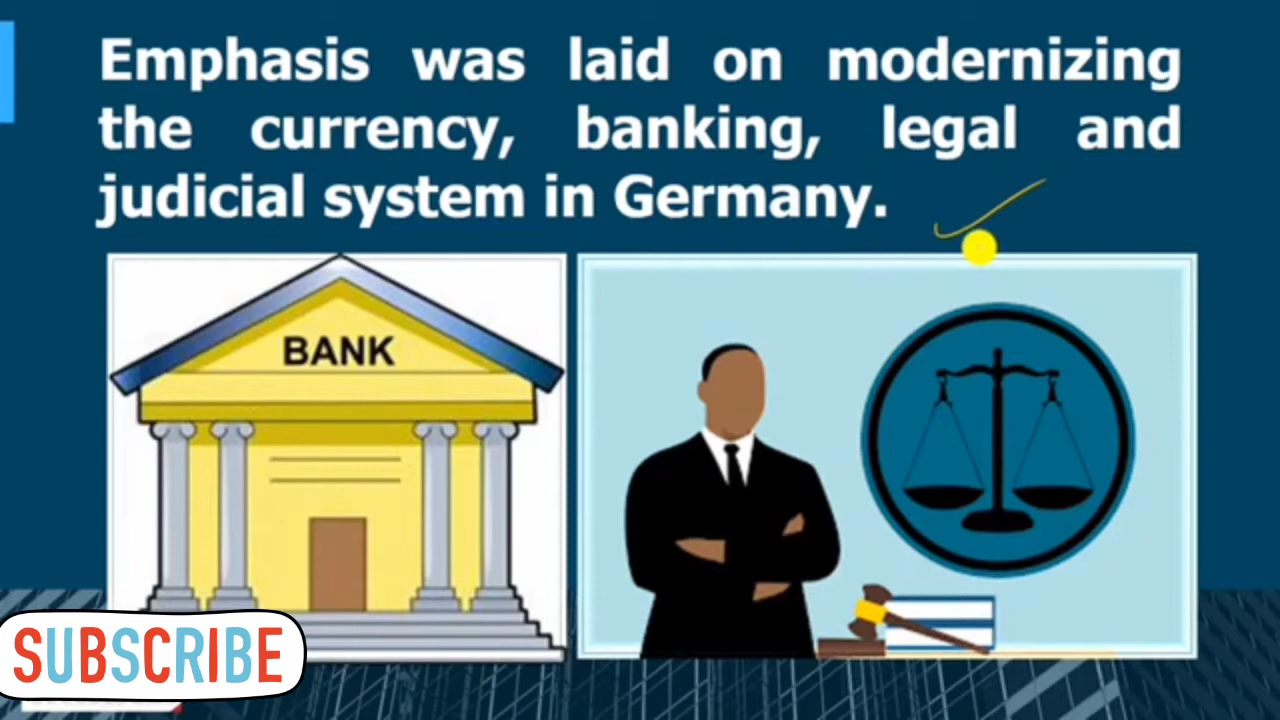 Emphasis was laid on modernizing
the currency, banking, legal and
judicial system in Germany.
BANK
SUBSCRIBE